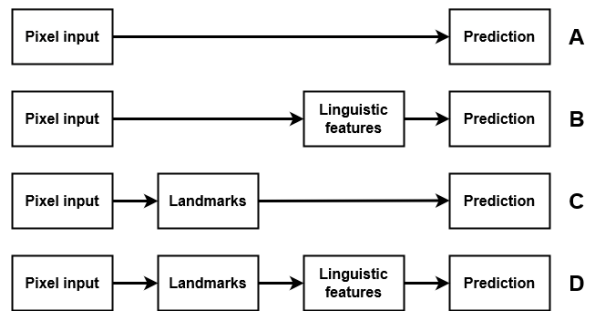 Pixel input Prediction A
Pixel input Linguistic features Prediction B
Pixel input Landmarks Prediction C
Pixel input Landmarks Linguistic features Prediction D